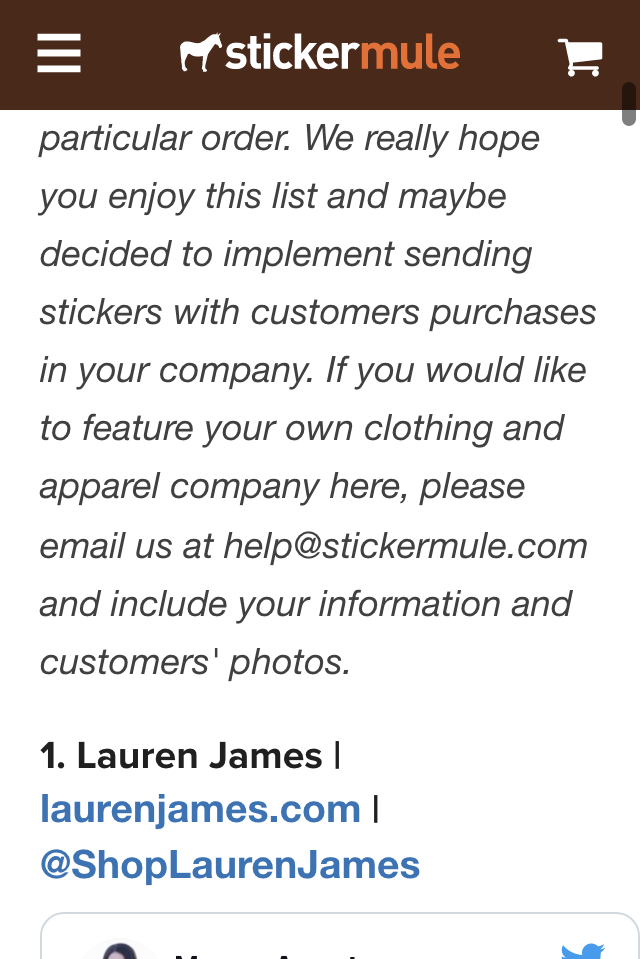 stickermule
particular order. We really hope
you enjoy this list and maybe
decided to implement sending
stickers with customers purchases
in your company. If you would like
to feature your own clothing and
apparel company here, please
email us at help@stickermule.com
and include your information and
customers' photos.
1. Lauren James |
laurenjames.com |
@ShopLaurenJames